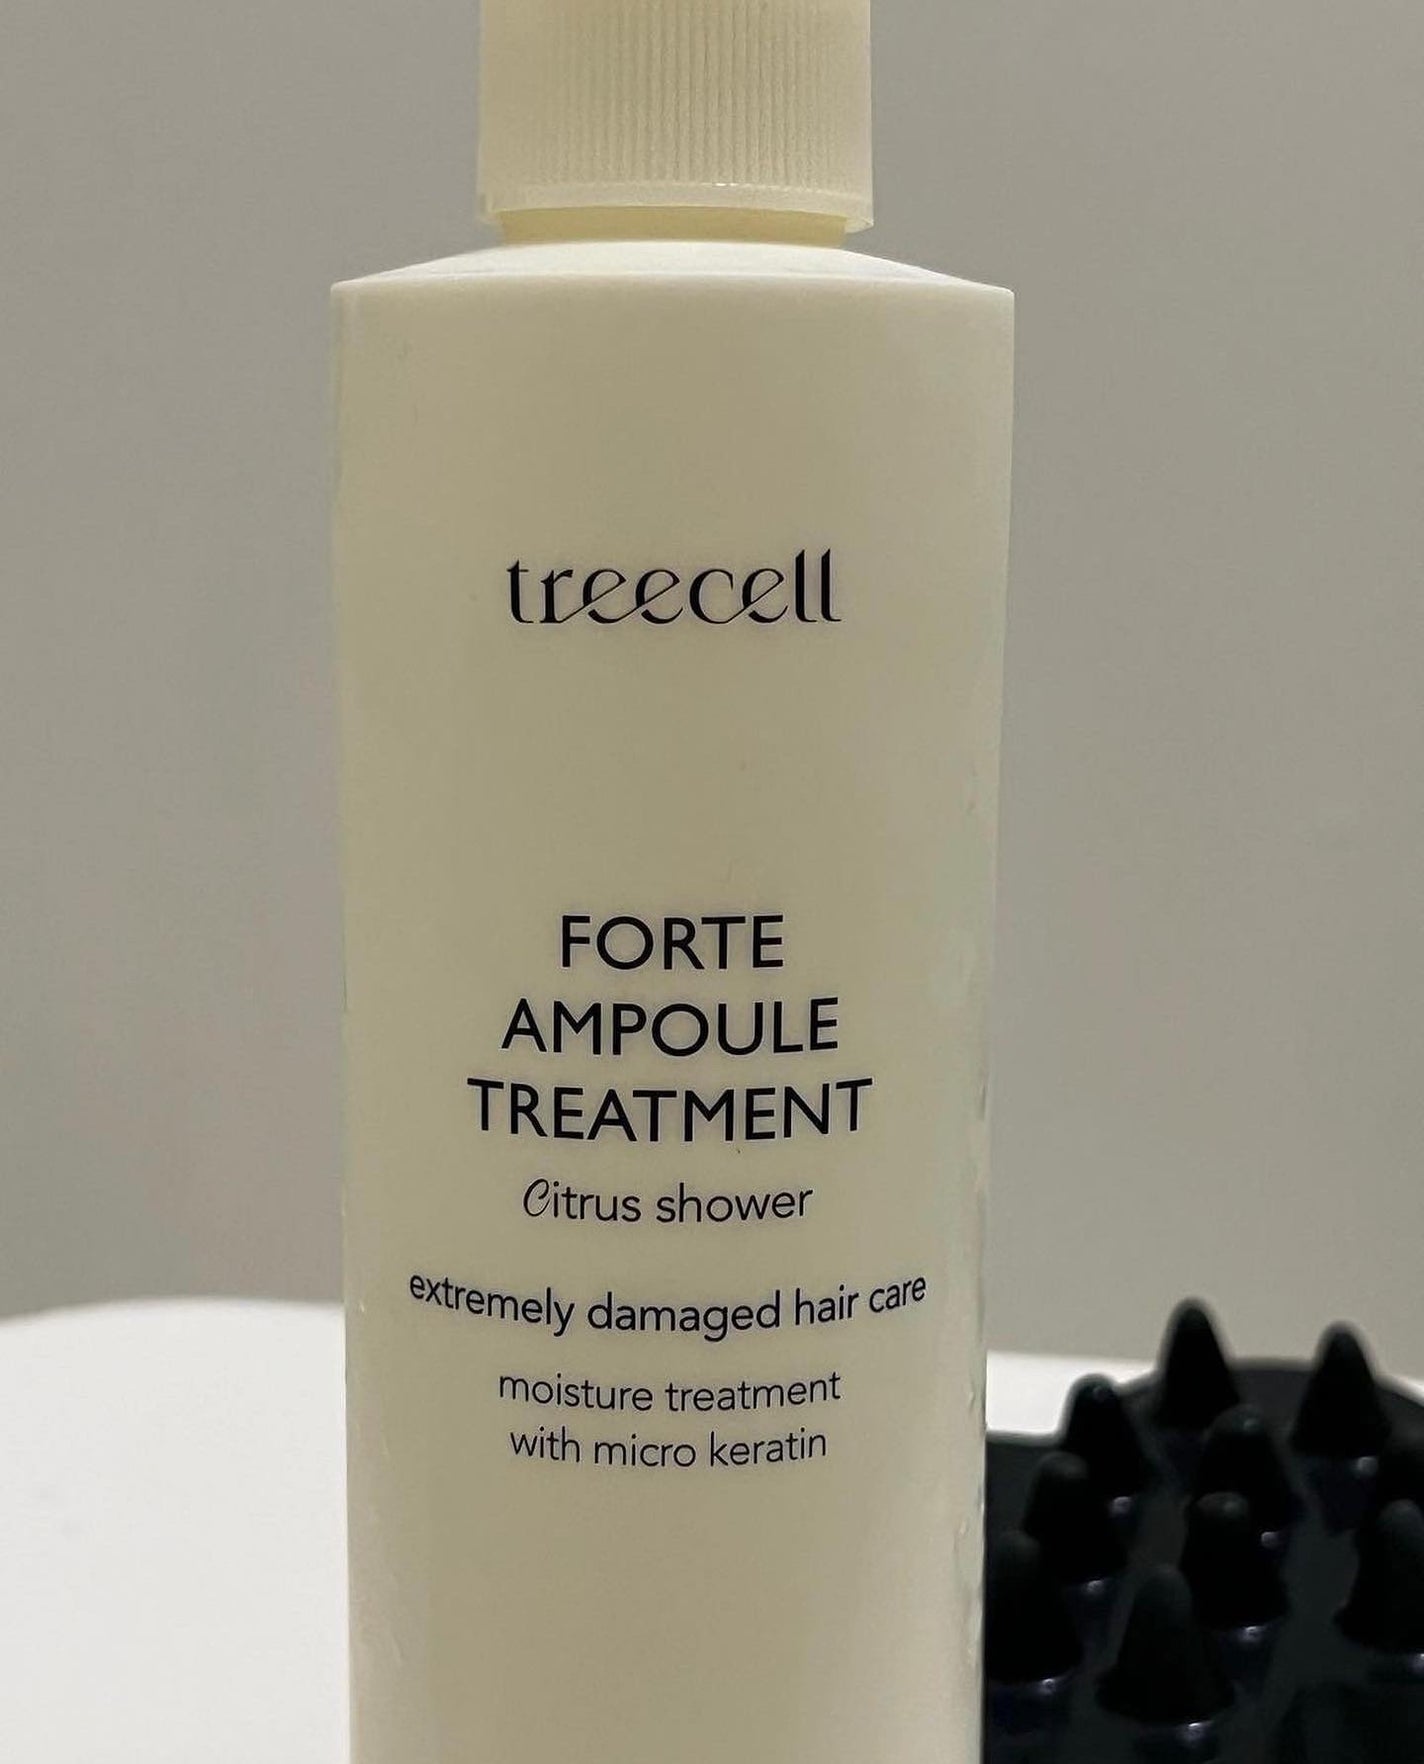 treecell
FORTE
AMPOULE
TREATMENT
Citrus shower
extremely damaged hair care
moisture treatment
with micro keratin